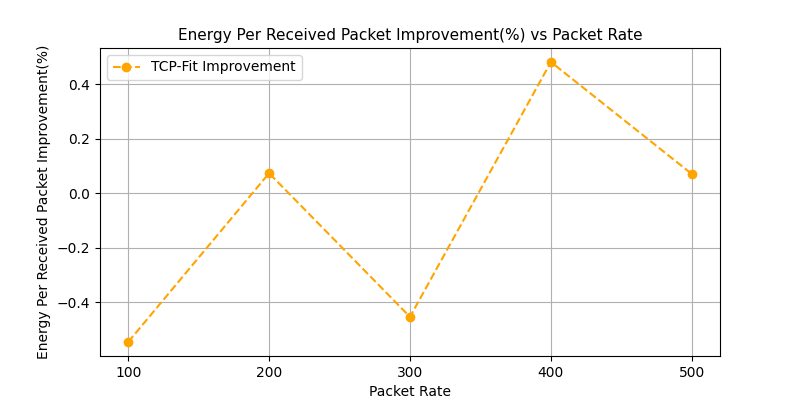 Energy Per Received Packet Improvement(%) vs Packet Rate
TCP-Fit Improvement
Energy Per Received Packet Improvement(%)
0.4
0.2
0.0
−0.2
−0.4
100
200
300
400
500
Packet Rate